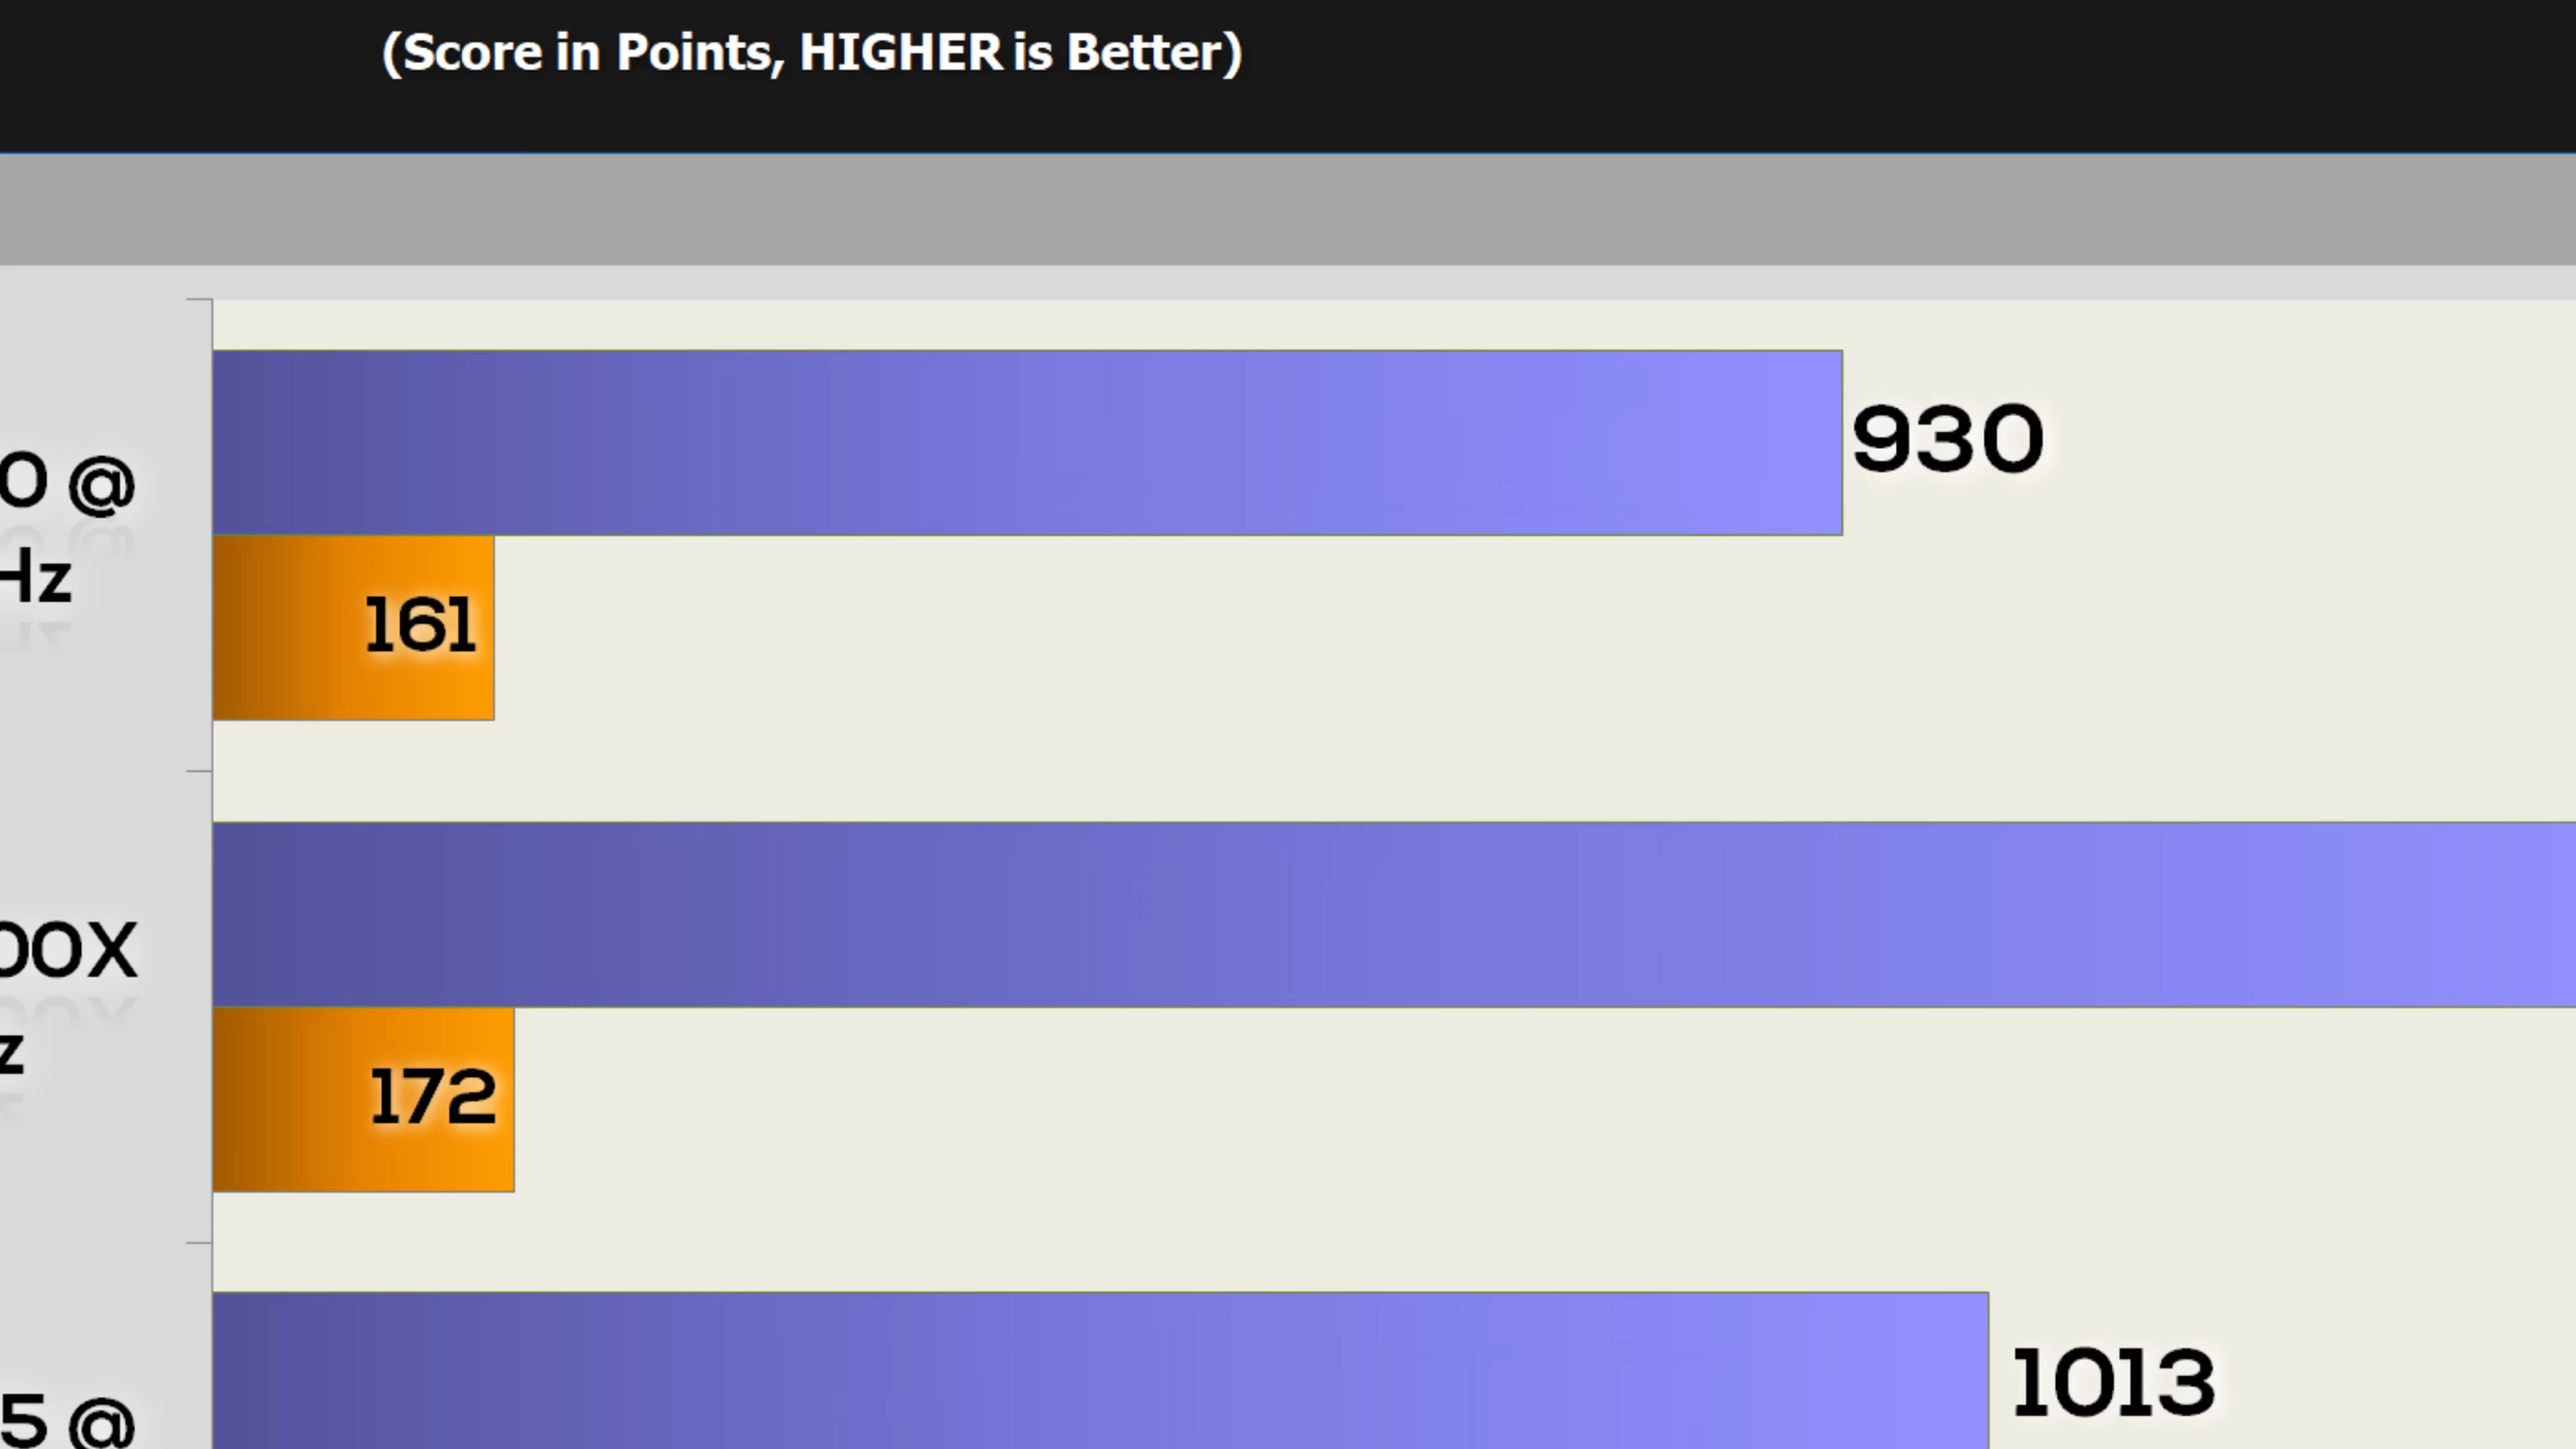 (Score in Points, HIGHER is Better)
930
0 @
Hz
161
00X
z
172
1013
5 @